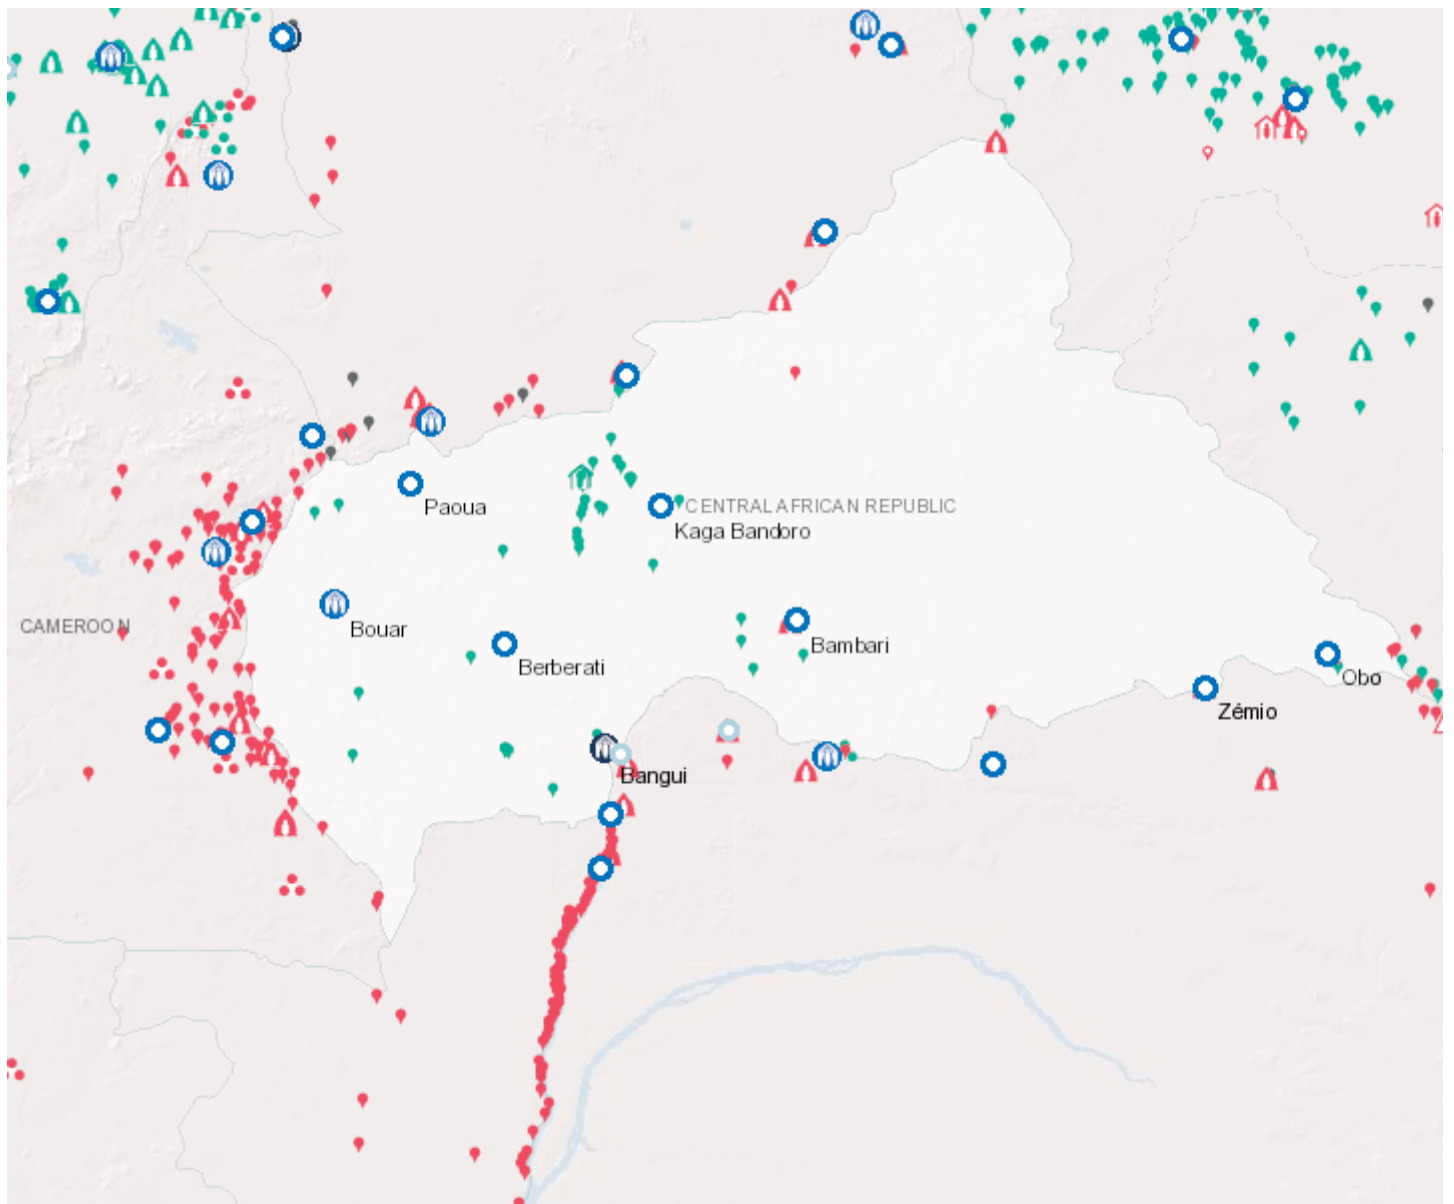 Paoua
CENTRAL AFRICAN REPUBLIC
Kaga Bandoro
CAMEROON
Bouar
Berberati
Bambari
Obo
Zémio
Bangui